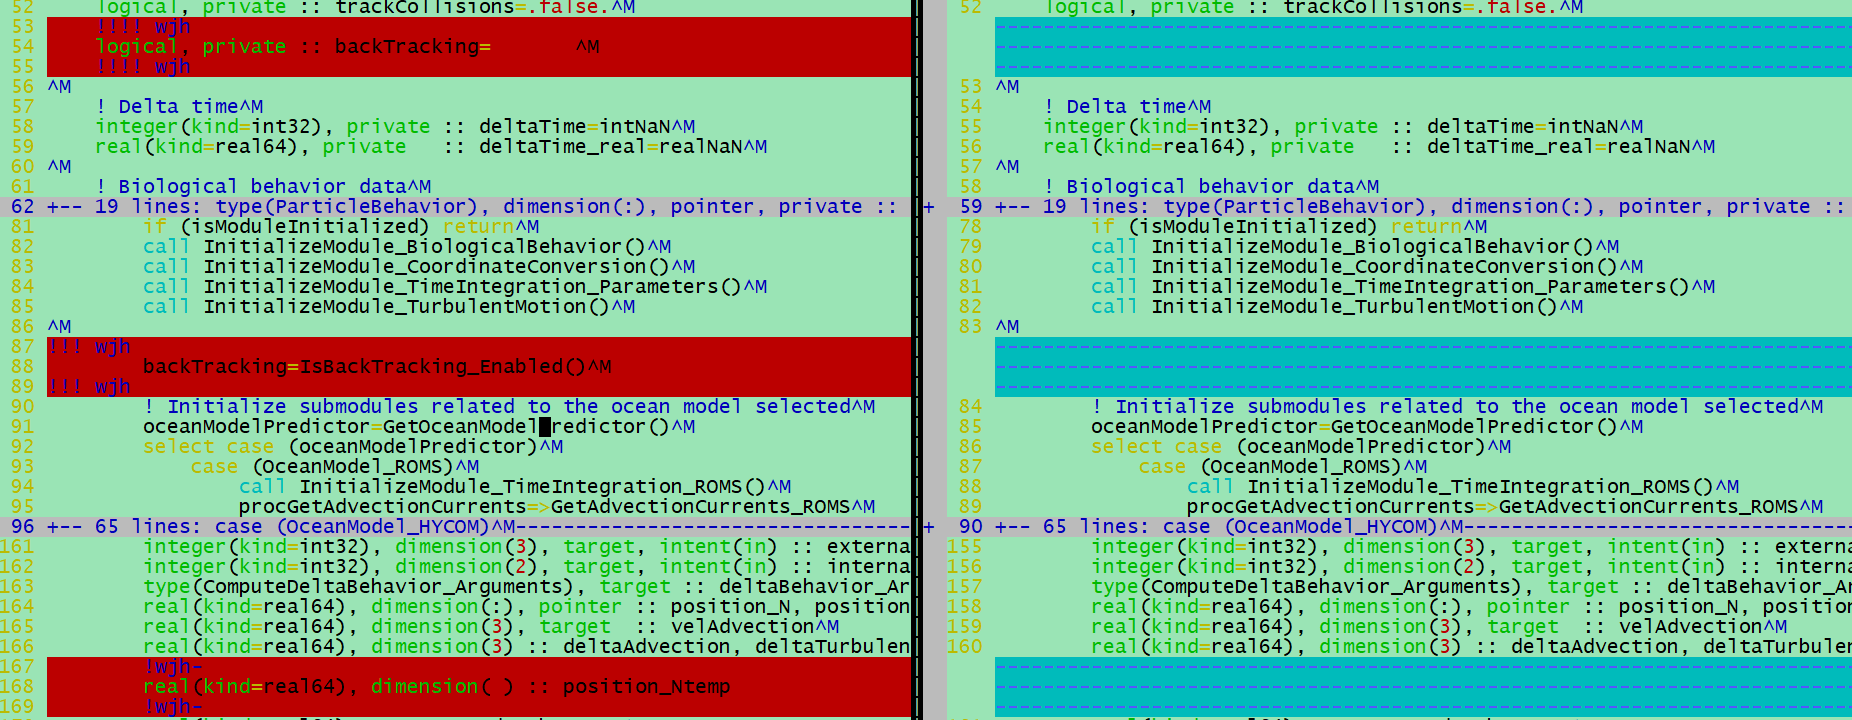 52     logical, private :: trackCollisions=.false.^M
53     !!!! wjh
54     logical, private :: backTracking=       ^M
55     !!!! wjh
56 ^M
57     ! Delta time^M
58     integer(kind=int32), private :: deltaTime=intNaN^M
59     real(kind=real64), private   :: deltaTime_real=realNaN^M
60 ^M
61     ! Biological behavior data^M
62 +-- 19 lines: type(ParticleBehavior), dimension(:), pointer, private ::
81         if (isModuleInitialized) return^M
82         call InitializeModule_BiologicalBehavior()^M
83         call InitializeModule_CoordinateConversion()^M
84         call InitializeModule_TimeIntegration_Parameters()^M
85         call InitializeModule_TurbulentMotion()^M
86 ^M
87 !!! wjh
88         backTracking=IsBackTracking_Enabled()^M
89 !!! wjh
90         ! Initialize submodules related to the ocean model selected^M
91         oceanModelPredictor=GetOceanModel redictor()^M
92         select case (oceanModelPredictor)^M
93             case (OceanModel_ROMS)^M
94                 call InitializeModule_TimeIntegration_ROMS()^M
95                 procGetAdvectionCurrents=>GetAdvectionCurrents_ROMS^M
96 +-- 65 lines: case (OceanModel_HYCOM)^M---------------------------------
161         integer(kind=int32), dimension(3), target, intent(in) :: externa
162         integer(kind=int32), dimension(2), target, intent(in) :: interna
163         type(ComputeDeltaBehavior_Arguments), target :: deltaBehavior_Ar
164         real(kind=real64), dimension(:), pointer :: position_N, position
165         real(kind=real64), dimension(3), target  :: velAdvection^M
166         real(kind=real64), dimension(3) :: deltaAdvection, deltaTurbulen
167         !wjh-
168         real(kind=real64), dimension( ) :: position_Ntemp
169         !wjh-
52     logical, private :: trackCollisions=.false.^M
53 ^M
54     ! Delta time^M
55     integer(kind=int32), private :: deltaTime=intNaN^M
56     real(kind=real64), private   :: deltaTime_real=realNaN^M
57 ^M
58     ! Biological behavior data^M
+ 59 +-- 19 lines: type(ParticleBehavior), dimension(:), pointer, private ::
78         if (isModuleInitialized) return^M
79         call InitializeModule_BiologicalBehavior()^M
80         call InitializeModule_CoordinateConversion()^M
81         call InitializeModule_TimeIntegration_Parameters()^M
82         call InitializeModule_TurbulentMotion()^M
83 ^M
84         ! Initialize submodules related to the ocean model selected^M
85         oceanModelPredictor=GetOceanModelPredictor()^M
86         select case (oceanModelPredictor)^M
87             case (OceanModel_ROMS)^M
88                 call InitializeModule_TimeIntegration_ROMS()^M
89                 procGetAdvectionCurrents=>GetAdvectionCurrents_ROMS^M
+ 90 +-- 65 lines: case (OceanModel_HYCOM)^M---------------------------------
155         integer(kind=int32), dimension(3), target, intent(in) :: externa
156         integer(kind=int32), dimension(2), target, intent(in) :: interna
157         type(ComputeDeltaBehavior_Arguments), target :: deltaBehavior_Ar
158         real(kind=real64), dimension(:), pointer :: position_N, position
159         real(kind=real64), dimension(3), target  :: velAdvection^M
160         real(kind=real64), dimension(3) :: deltaAdvection, deltaTurbulen